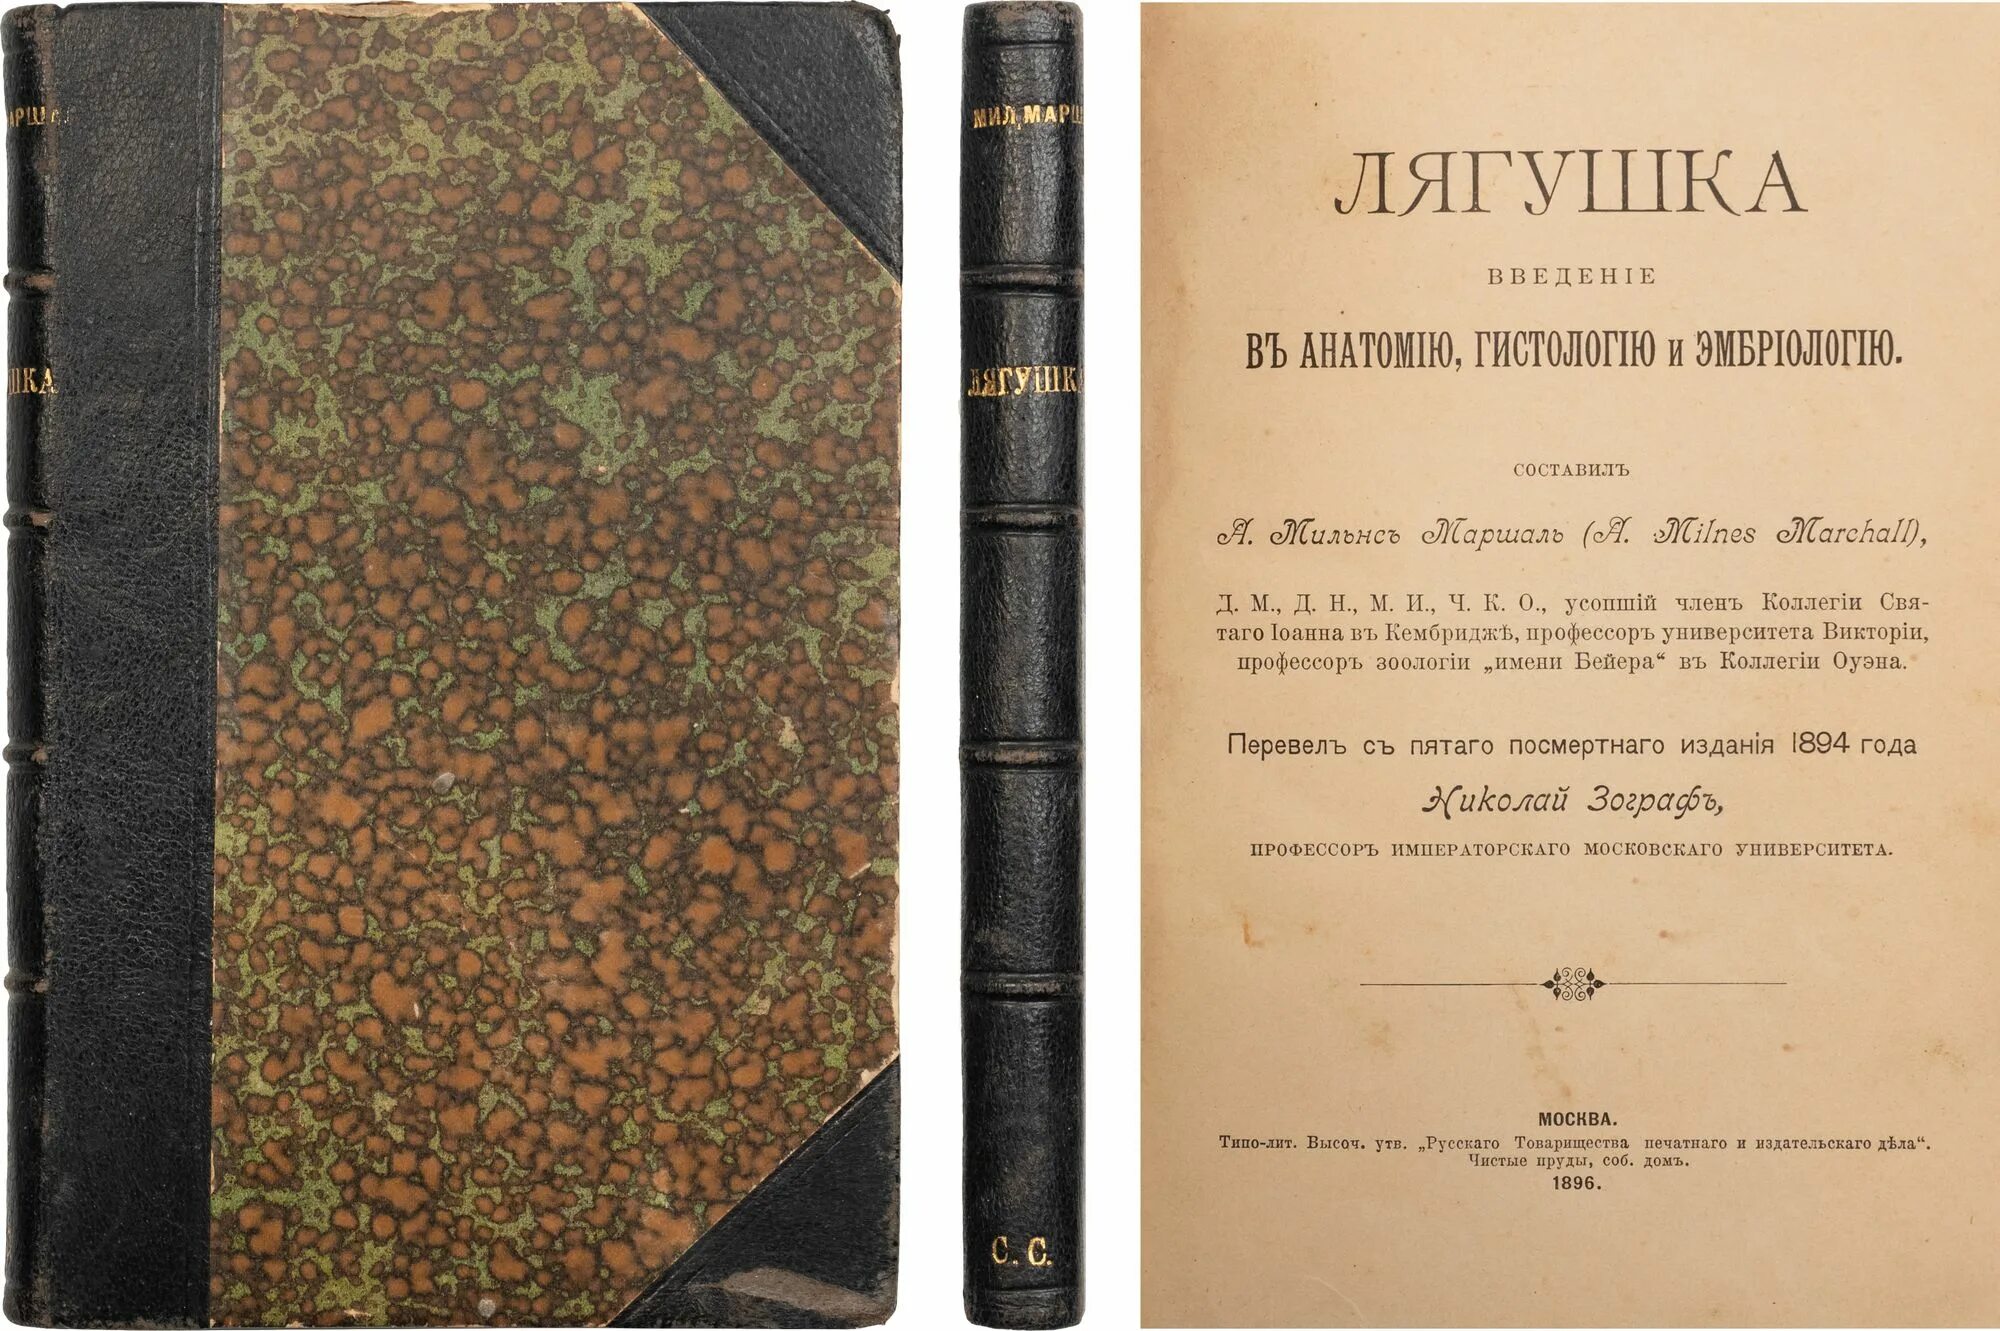 АРША
ШКА
МИЛ. МАРШ
ЛЯГУШК
С. С.
ЛЯГУШКА
ВВЕДЕНІЕ
ВЪ АНАТОМІЮ, ГИСТОЛОГІЮ и ЭМБРІОЛОГІЮ.
СОСТАВИЛЪ
А. Мильнсъ Маршаль (A. Milnes Marchall),
Д. М., Д. Н., М. И., Ч. К. О., усопшій членъ Коллегіи Свя-
таго Іоанна въ Кембриджѣ, профессоръ университета Викторіи,
профессоръ зоологіи „имени Бейера“ въ Коллегіи Оуэна.
Перевелъ съ пятаго посмертнаго изданія 1894 года
Николай Зографъ,
ПРОФЕССОРЪ ИМПЕРАТОРСКАГО МОСКОВСКАГО УНИВЕРСИТЕТА.
МОСКВА.
Типо-лит. Высоч. утв. „Русскаго Товарищества печатнаго и издательскаго дѣла“.
Чистые пруды, соб. домъ.
1896.